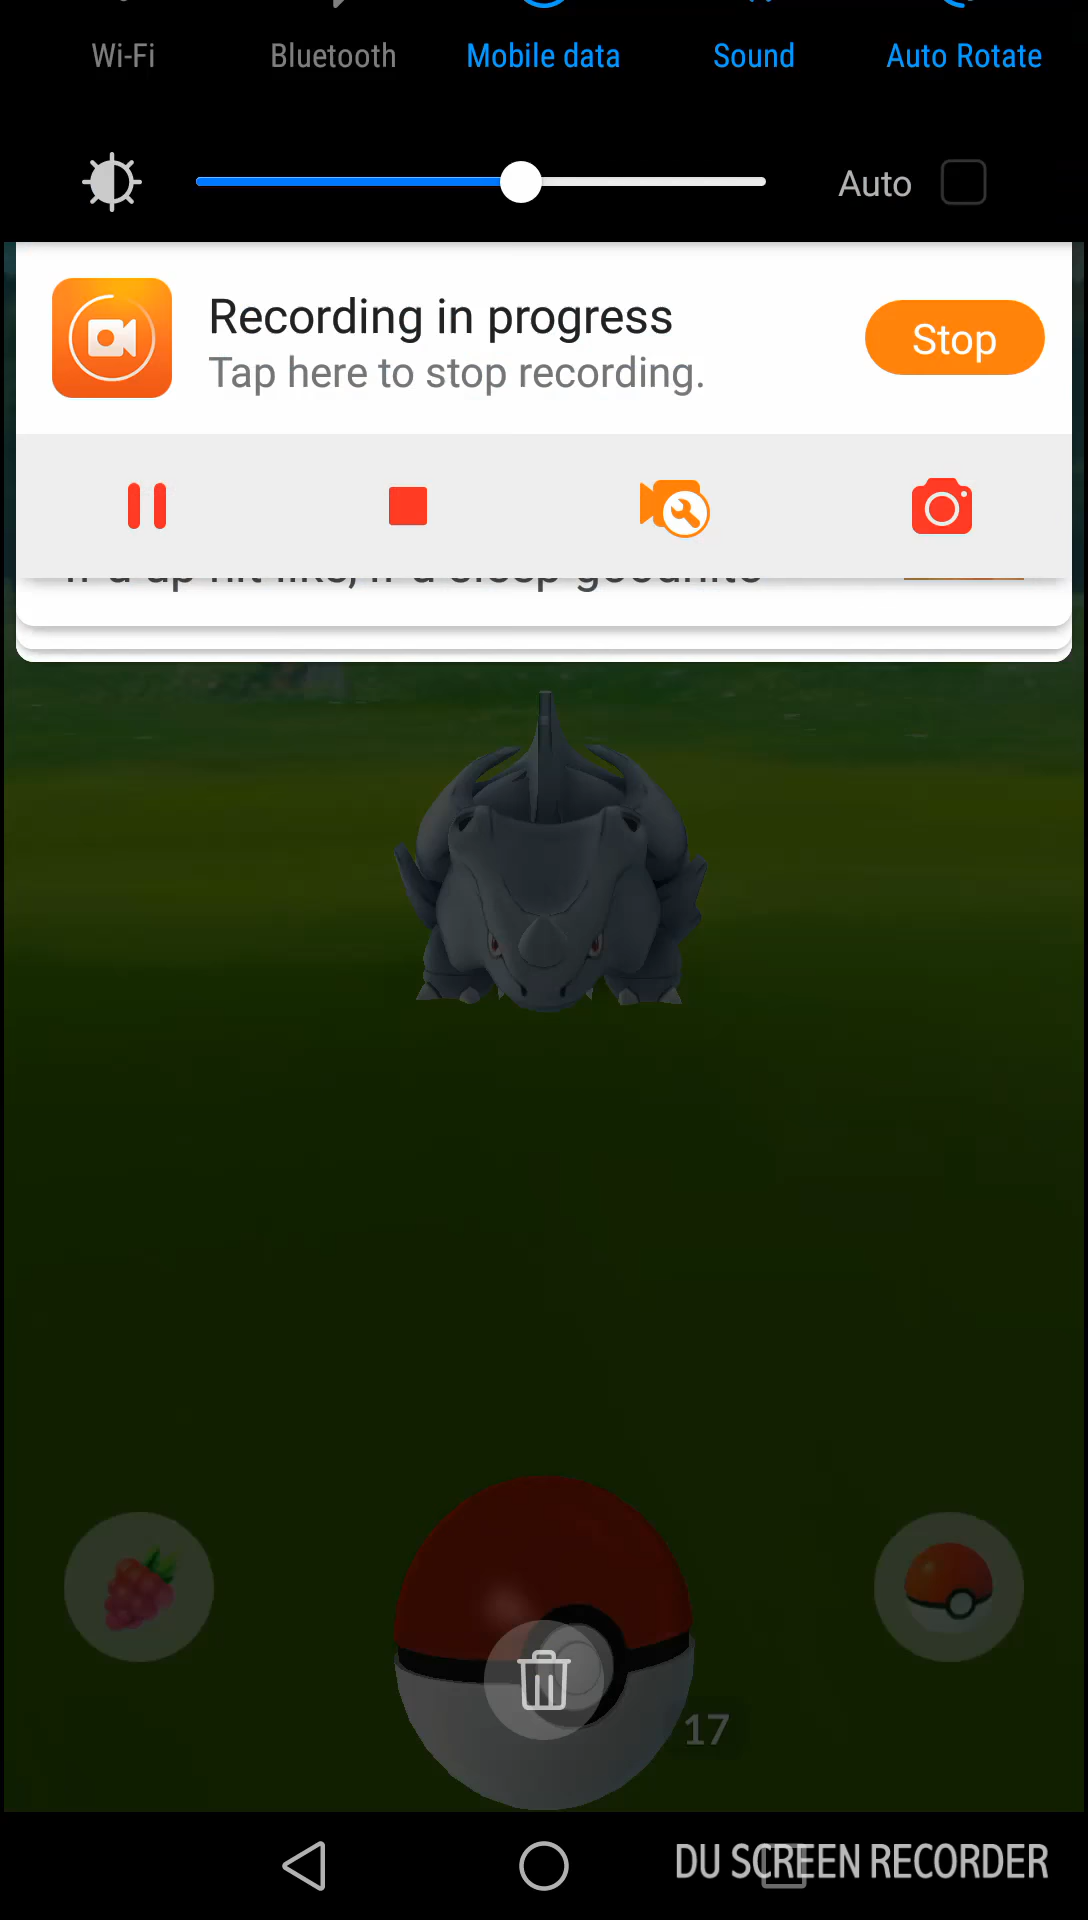 Wi-Fi Bluetooth Mobile data Sound Auto Rotate
Auto
Recording in progress
Tap here to stop recording.
Stop
17
DU SCREEN RECORDER